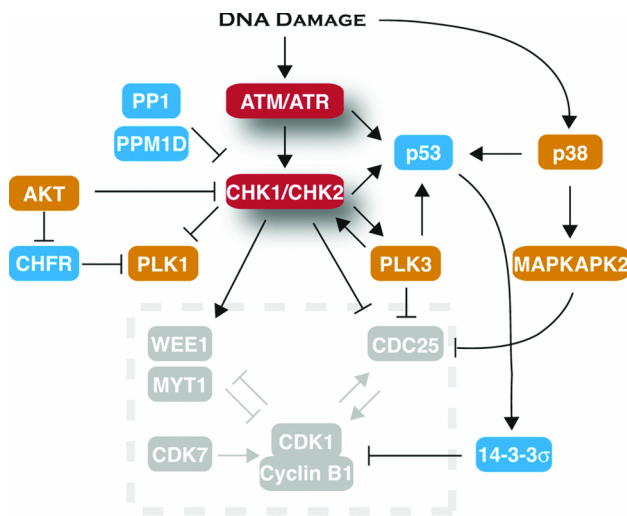 DNA DAMAGE
PP1
ATM/ATR
PPM1D
p53
p38
AKT
CHK1/CHK2
CHFR
PLK1
PLK3
MAPKAPK2
WEE1
CDC25
MYT1
CDK1
CDK7
Cyclin B1
14-3-3σ